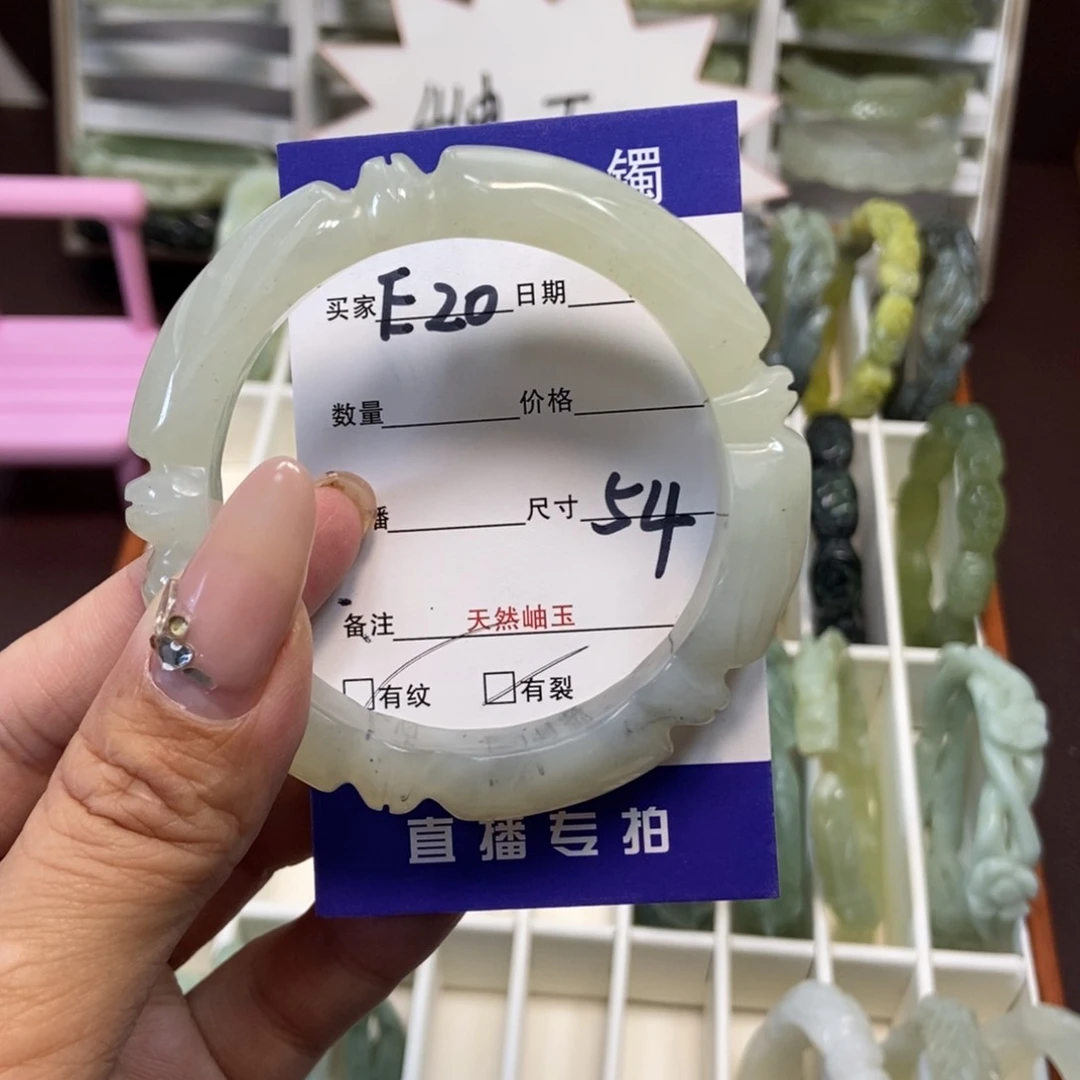 镯
买家 E20 日期
数量 价格
播 尺寸 54
备注 天然岫玉
□有纹 □有裂
直播专拍